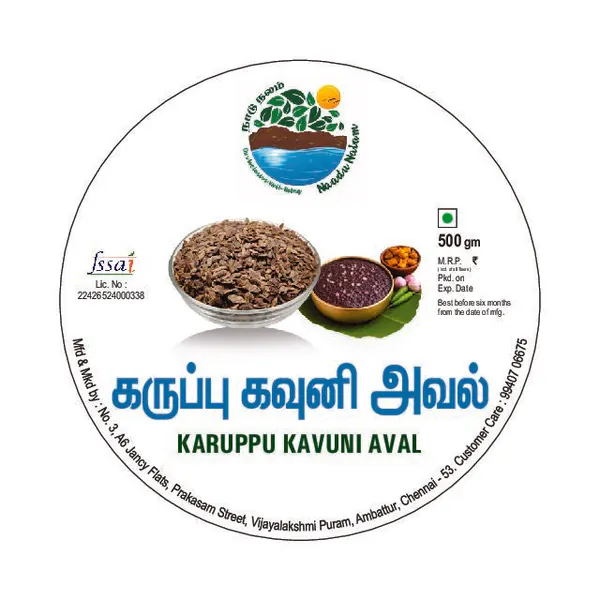 நாடு நலம்
Naadu Nalam
fssai
Lic. No :
22426524000338
500 gm
M.R.P. ₹
Pkd. on
Exp. Date
Best before six months
from the date of mfg.
கருப்பு கவுனி அவல்
KARUPPU KAVUNI AVAL
Mfd & Mkd by : No. 3, A6 Jancy Flats, Prakasam Street, Vijayalakshmi Puram, Ambattur, Chennai - 53. Customer Care : 99407 06675